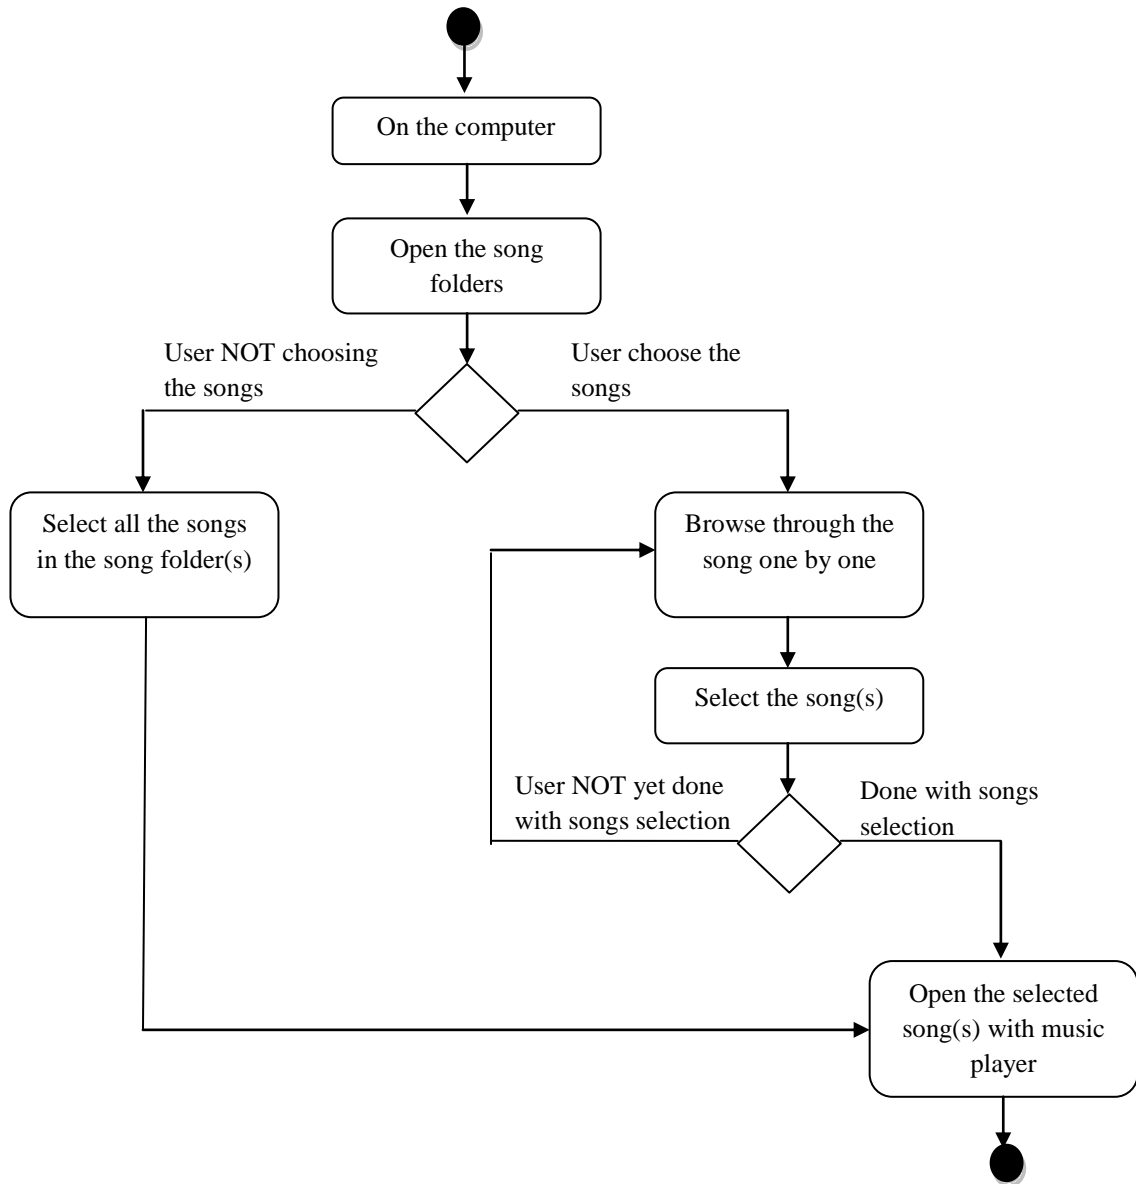 On the computer
Open the song
folders
User NOT choosing
the songs
User choose the
songs
Select all the songs
in the song folder(s)
Browse through the
song one by one
Select the song(s)
User NOT yet done
with songs selection
Done with songs
selection
Open the selected
song(s) with music
player